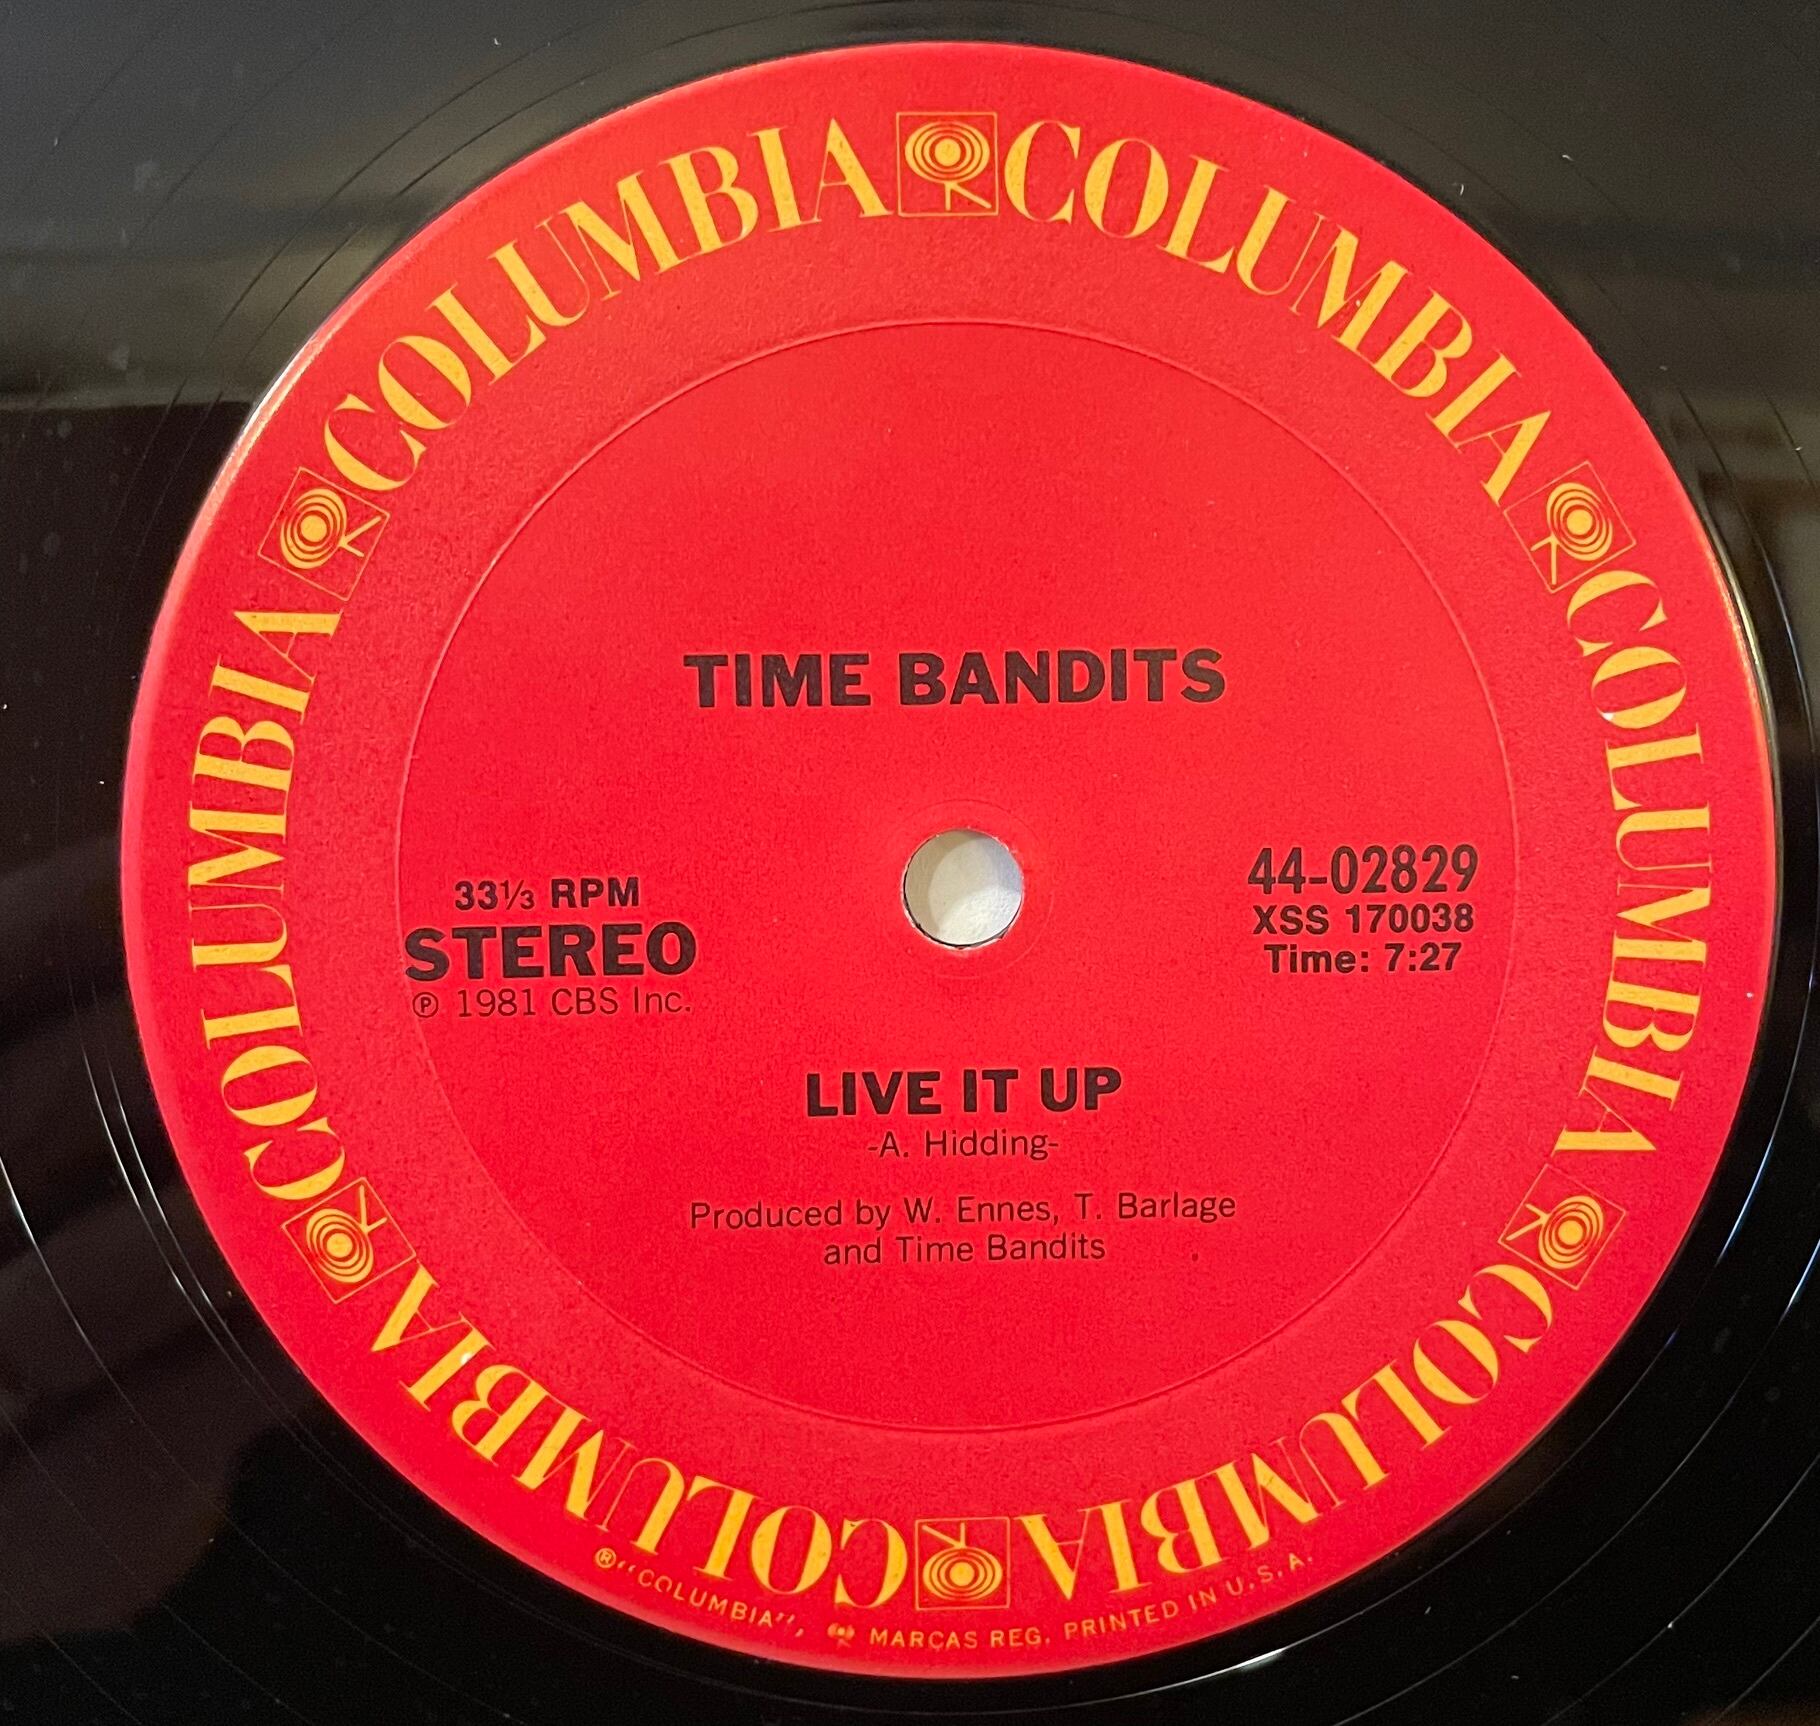 COLUMBIA COLUMBIA COLUMBIA COLUMBIA COLUMBIA COLUMBIA
TIME BANDITS
33⅓ RPM
STEREO
℗ 1981 CBS Inc.
44-02829
XSS 170038
Time: 7:27
LIVE IT UP
-A. Hidding-
Produced by W. Ennes, T. Barlage
and Time Bandits
®"COLUMBIA", MARCAS REG. PRINTED IN U.S.A.